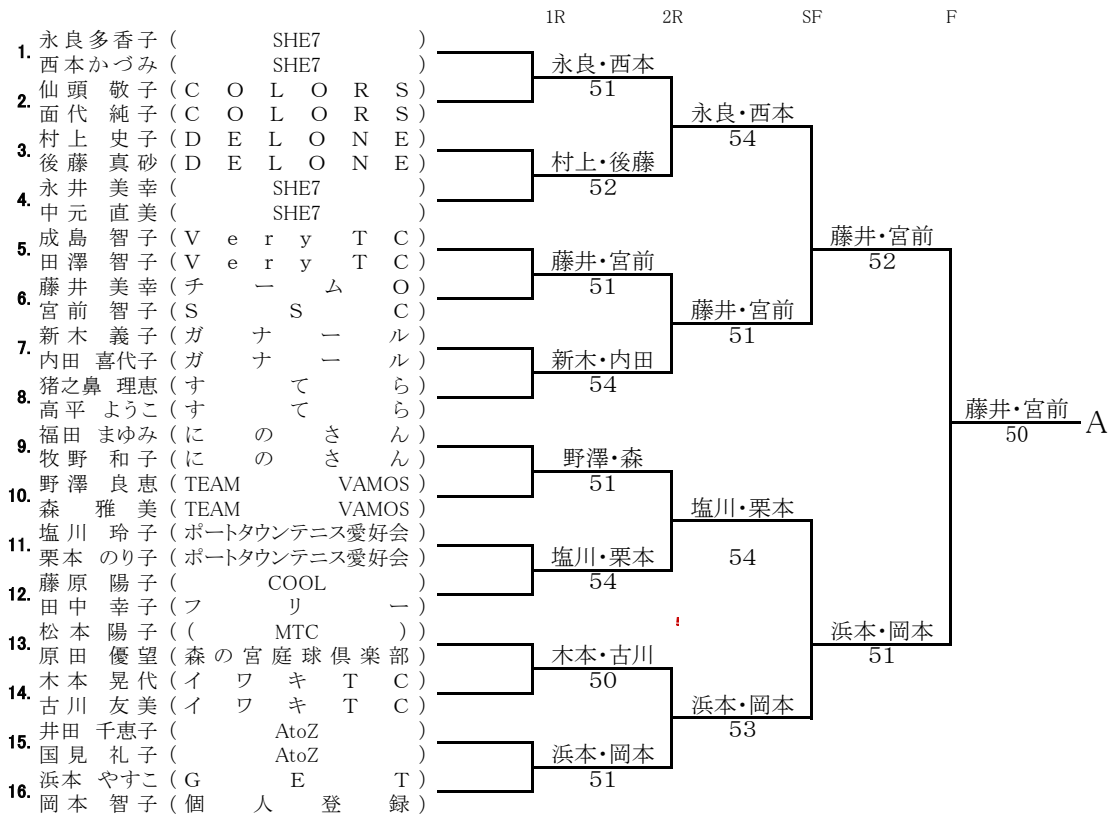 1R 2R SF F
永良多香子 ( SHE7 )
1.
西本かづみ ( SHE7 )
永良・西本
51
仙頭 敬子 ( COLORS )
2.
面代 純子 ( COLORS )
永良・西本
54
村上 史子 ( DELONE )
3.
後藤 真砂 ( DELONE )
村上・後藤
52
永井 美幸 ( SHE7 )
4.
中元 直美 ( SHE7 )
成島 智子 ( Very TC )
5.
田澤 智子 ( Very TC )
藤井・宮前
52
藤井・宮前
51
藤井 美幸 ( チームO )
6.
宮前 智子 ( SSC )
藤井・宮前
51
新木 義子 ( ガナール )
7.
内田 喜代子 ( ガナール )
新木・内田
54
猪之鼻 理恵 ( すてら )
8.
高平 ようこ ( すてら )
藤井・宮前
50
A
福田 まゆみ ( にのさん )
9.
牧野 和子 ( にのさん )
野澤・森
51
野澤 良恵 ( TEAM VAMOS )
10.
森 雅美 ( TEAM VAMOS )
塩川・栗本
54
塩川 玲子 ( ポートタウンテニス愛好会 )
11.
栗本 のり子 ( ポートタウンテニス愛好会 )
塩川・栗本
54
藤原 陽子 ( COOL )
12.
田中 幸子 ( フリー )
!
松本 陽子 ( ( MTC ) )
13.
原田 優望 ( 森の宮庭球倶楽部 )
浜本・岡本
51
木本・古川
50
木本 晃代 ( イワキTC )
14.
古川 友美 ( イワキTC )
浜本・岡本
53
井田 千恵子 ( AtoZ )
15.
国見 礼子 ( AtoZ )
浜本・岡本
51
浜本 やすこ ( GET )
16.
岡本 智子 ( 個人登録 )